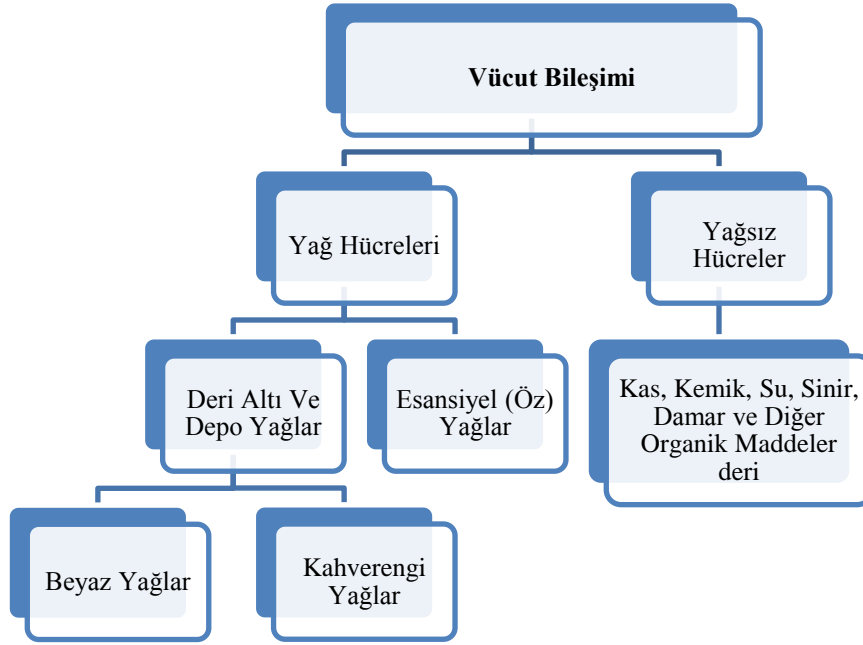 Vücut Bileşimi
Yağ Hücreleri
Yağsız
Hücreler
Deri Altı Ve
Depo Yağlar
Esansiyel (Öz)
Yağlar
Kas, Kemik, Su, Sinir,
Damar ve Diğer
Organik Maddeler
deri
Beyaz Yağlar
Kahverengi
Yağlar